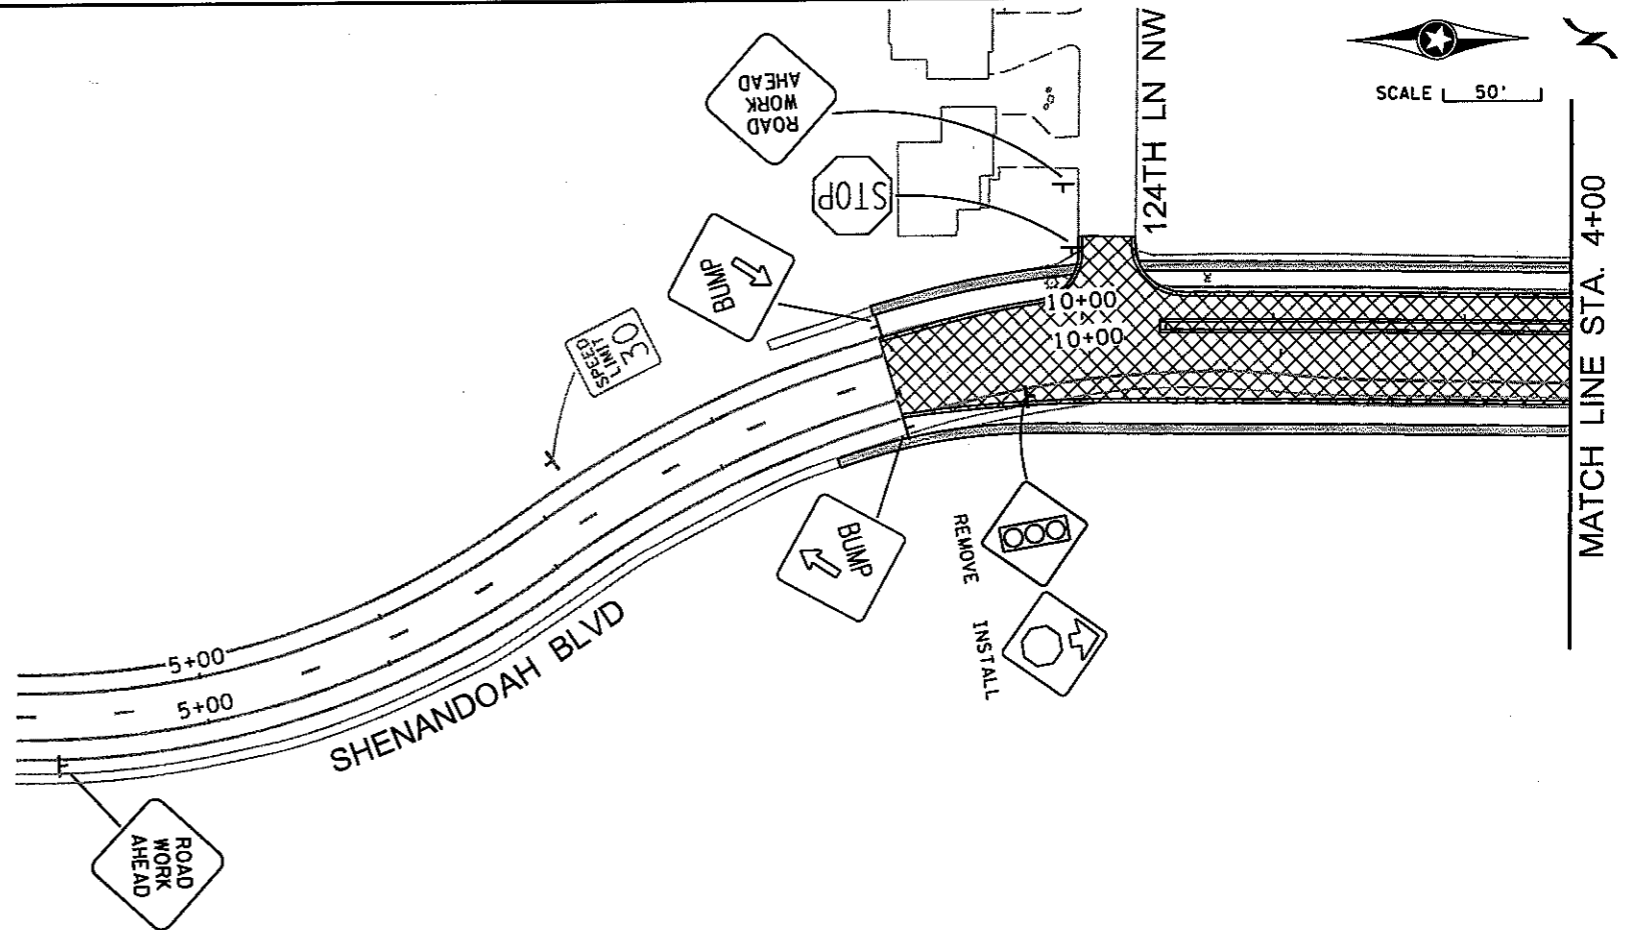 ROAD
WORK
AHEAD
STOP
124TH LN NW
SCALE 50'
MATCH LINE STA. 4+00
BUMP
SPEED
LIMIT
30
10+00
10+00
BUMP
REMOVE
INSTALL
5+00
5+00
SHENANDOAH BLVD
ROAD
WORK
AHEAD